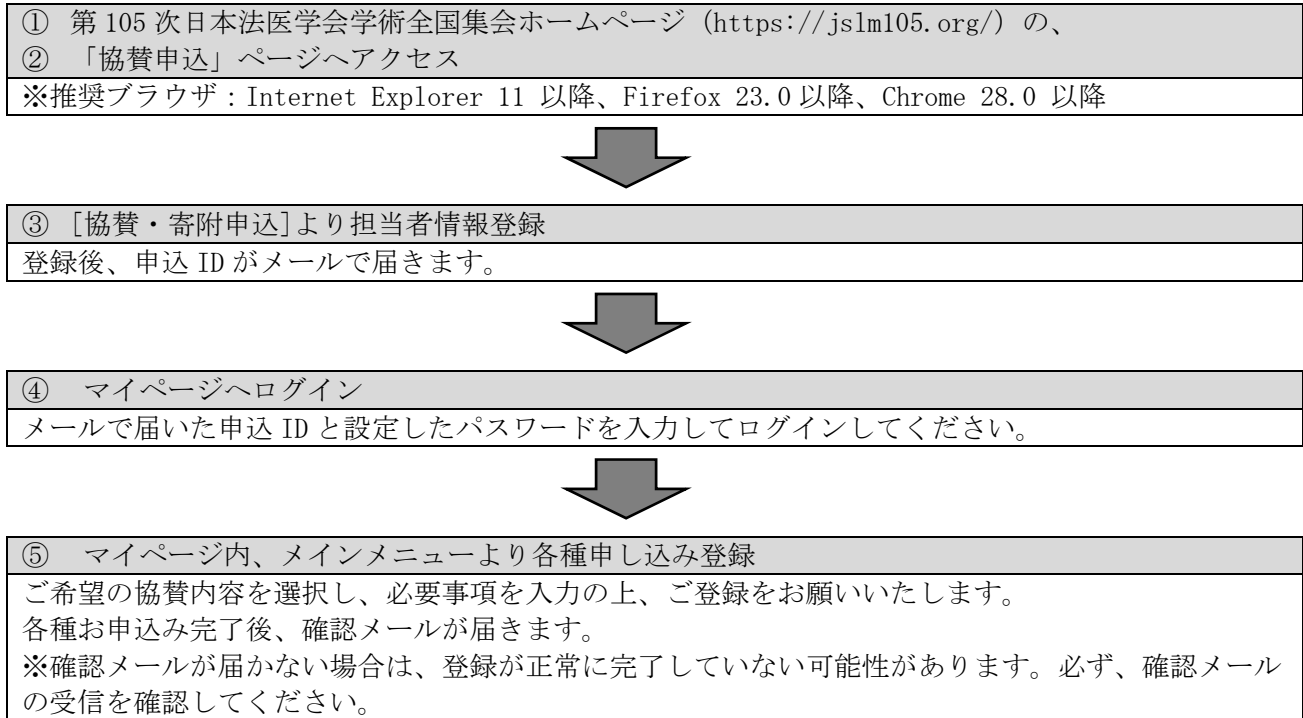 ① 第105次日本法医学会学術全国集会ホームページ (https://jslm105.org/) の、
② 「協賛申込」ページへアクセス
※推奨ブラウザ：Internet Explorer 11 以降、Firefox 23.0以降、Chrome 28.0 以降
③ [協賛・寄附申込]より担当者情報登録
登録後、申込 ID がメールで届きます。
④ マイページへログイン
メールで届いた申込 ID と設定したパスワードを入力してログインしてください。
⑤ マイページ内、メインメニューより各種申し込み登録
ご希望の協賛内容を選択し、必要事項を入力の上、ご登録をお願いいたします。
各種お申込み完了後、確認メールが届きます。
※確認メールが届かない場合は、登録が正常に完了していない可能性があります。必ず、確認メール
の受信を確認してください。